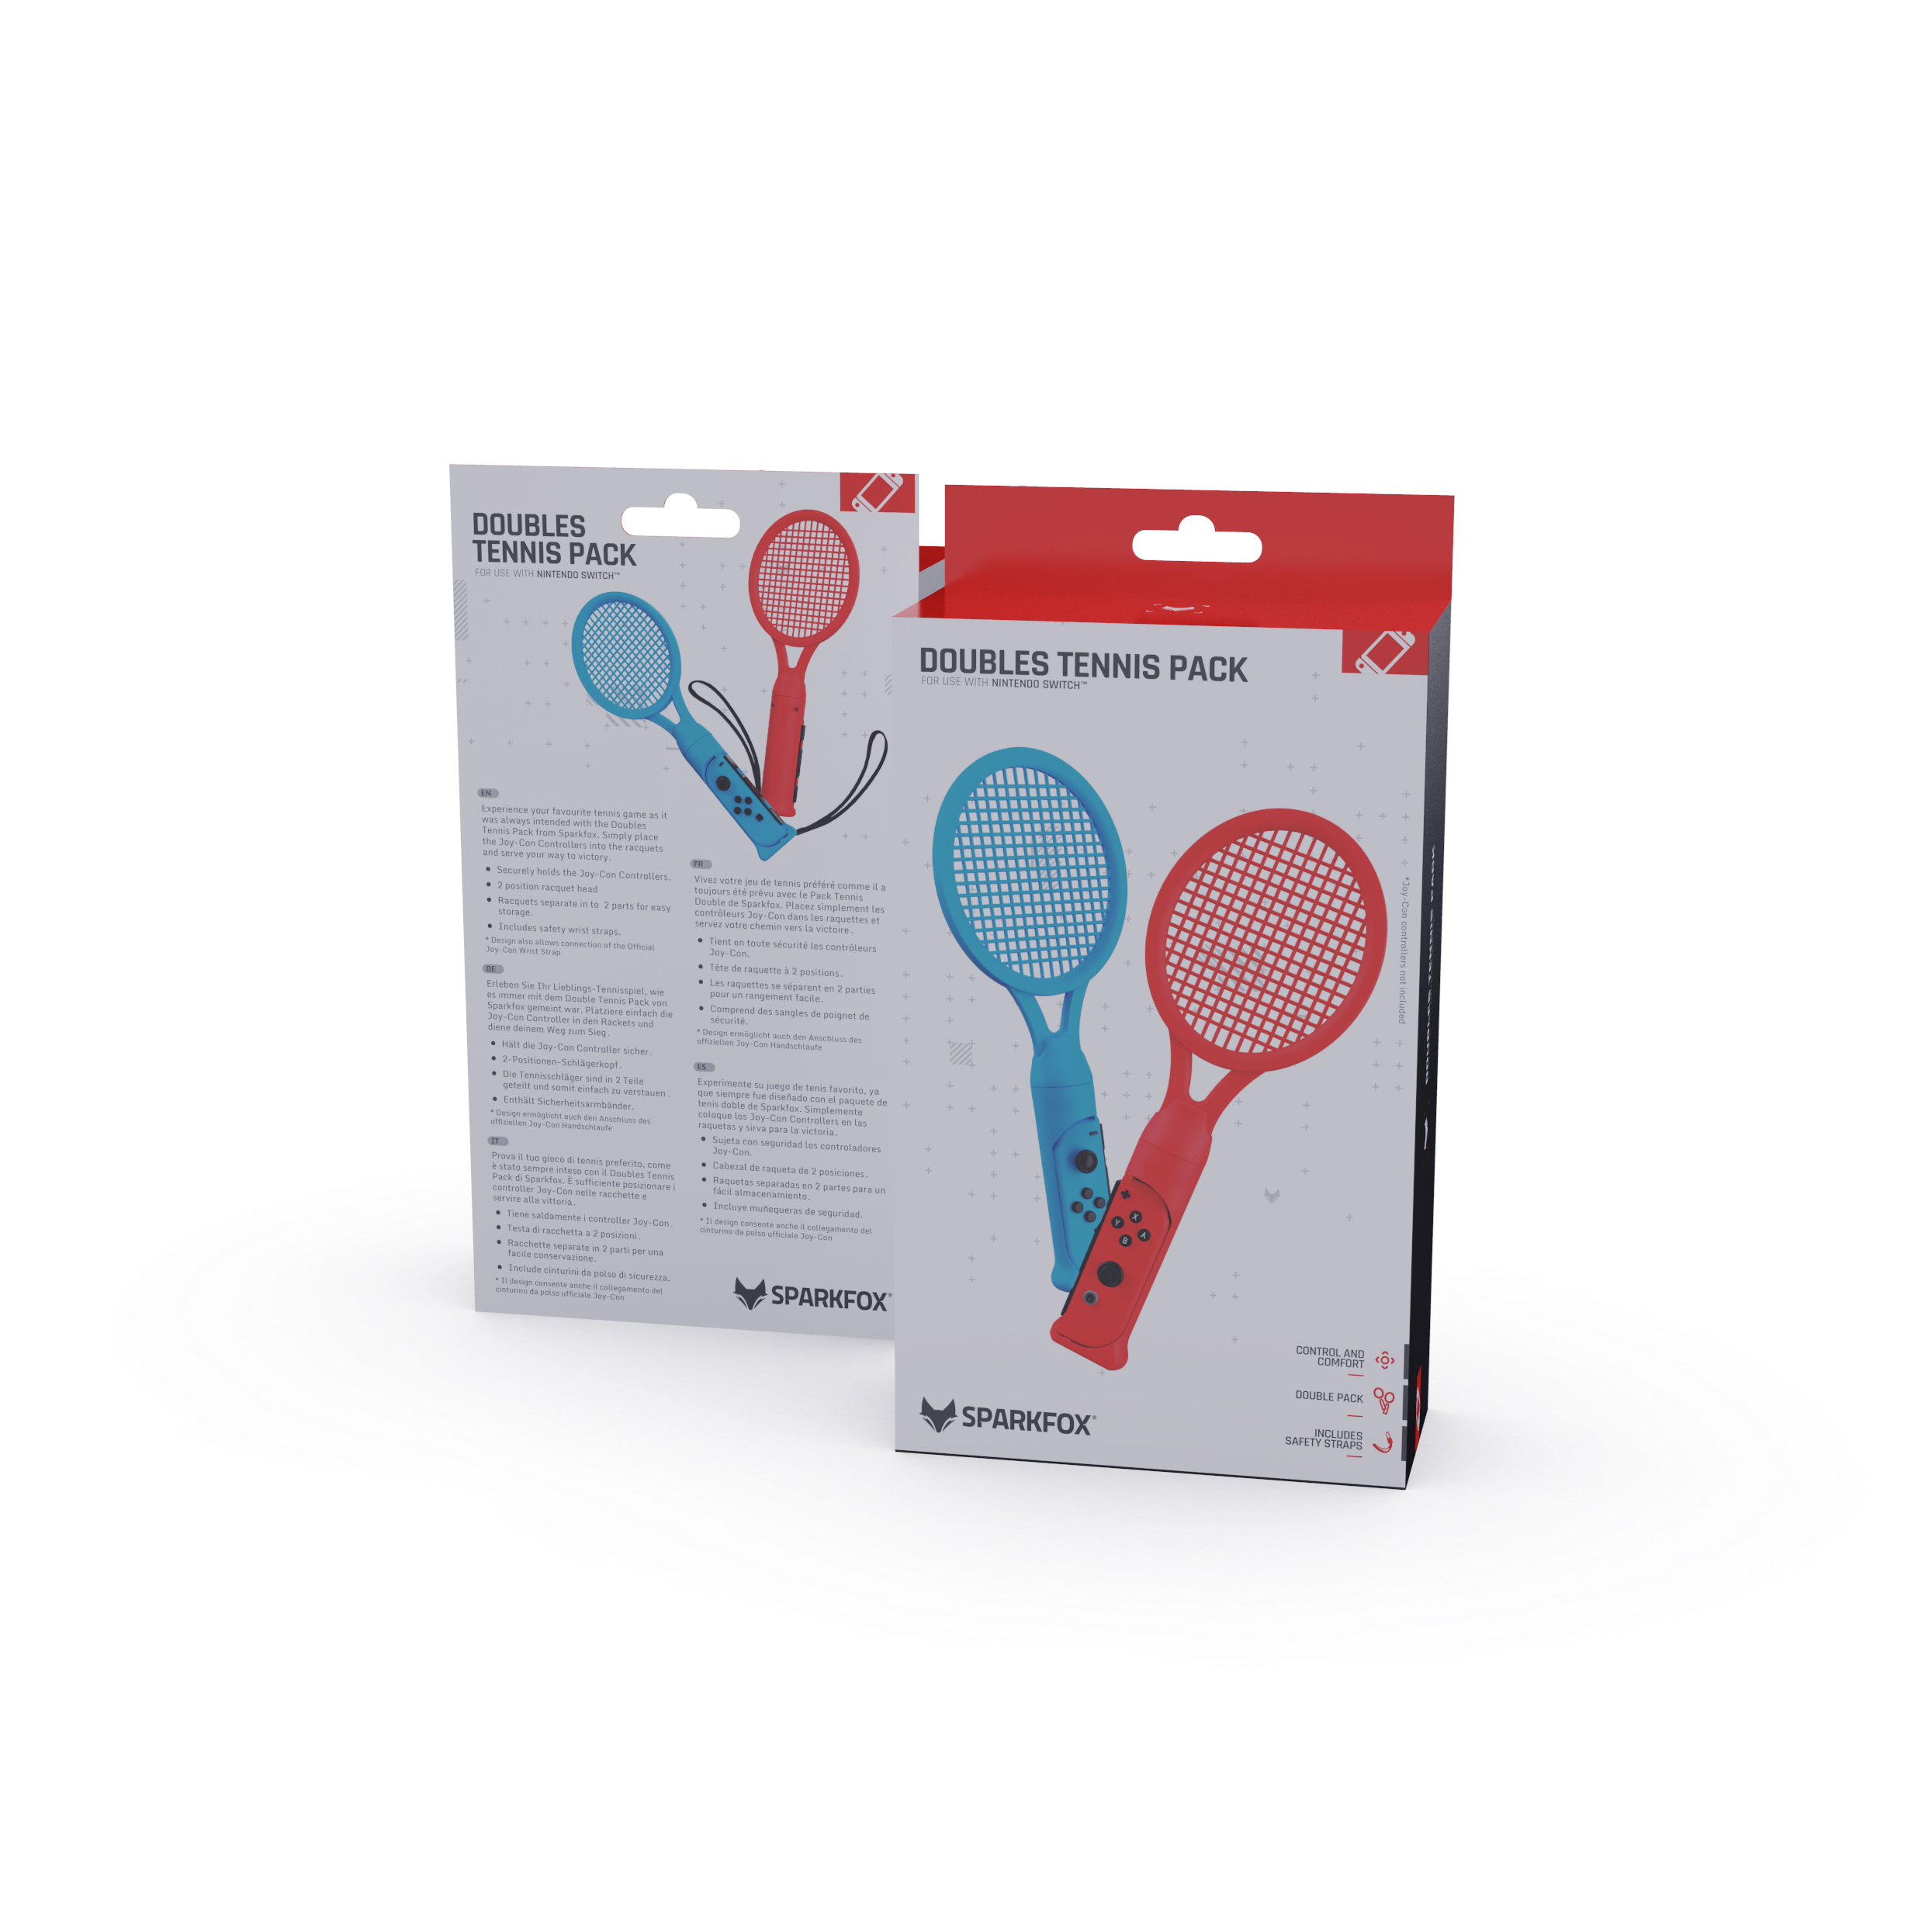 DOUBLES
TENNIS PACK
FOR USE WITH NINTENDO SWITCH™
EN
Experience your favourite tennis game as it
was always intended with the Doubles
Tennis Pack from Sparkfox. Simply place
the Joy-Con Controllers into the racquets
and serve your way to victory.
• Securely holds the Joy-Con Controllers.
• 2 position racquet head
• Racquets separate in to 2 parts for easy
storage.
• Includes safety wrist straps.
* Design also allows connection of the Official
Joy-Con Wrist Strap
DE
Erleben Sie Ihr Lieblings-Tennisspiel, wie
es immer mit dem Double Tennis Pack von
Sparkfox gemeint war. Platziere einfach die
Joy-Con Controller in den Rackets und
diene deinem Weg zum Sieg.
• Hält die Joy-Con Controller sicher.
• 2-Positionen-Schlägerkopf.
• Die Tennisschläger sind in 2 Teile
geteilt und somit einfach zu verstauen.
• Enthält Sicherheitsarmbänder.
* Design ermöglicht auch den Anschluss des
offiziellen Joy-Con Handschlaufe
IT
Prova il tuo gioco di tennis preferito, come
è stato sempre inteso con il Doubles Tennis
Pack di Sparkfox. È sufficiente posizionare i
controller Joy-Con nelle racchette e
servire alla vittoria.
• Tiene saldamente i controller Joy-Con.
• Testa di racchetta a 2 posizioni.
• Racchette separate in 2 parti per una
facile conservazione.
• Include cinturini da polso di sicurezza.
* Il design consente anche il collegamento del
cinturino da polso ufficiale Joy-Con
FR
Vivez votre jeu de tennis préféré comme il a
toujours été prévu avec le Pack Tennis
Double de Sparkfox. Placez simplement les
contrôleurs Joy-Con dans les raquettes et
servez votre chemin vers la victoire.
• Tient en toute sécurité les contrôleurs
Joy-Con.
• Tête de raquette à 2 positions.
• Les raquettes se séparent en 2 parties
pour un rangement facile.
• Comprend des sangles de poignet de
sécurité.
* Design ermöglicht auch den Anschluss des
offiziellen Joy-Con Handschlaufe
ES
Experimente su juego de tenis favorito, ya
que siempre fue diseñado con el paquete de
tenis doble de Sparkfox. Simplemente
coloque los Joy-Con Controllers en las
raquetas y sirva para la victoria.
• Sujeta con seguridad los controladores
Joy-Con.
• Cabezal de raqueta de 2 posiciones.
• Raquetas separadas en 2 partes para un
fácil almacenamiento.
• Incluye muñequeras de seguridad.
* Il design consente anche il collegamento del
cinturino da polso ufficiale Joy-Con
SPARKFOX®
DOUBLES TENNIS PACK
FOR USE WITH NINTENDO SWITCH™
*Joy-Con controllers not included
X
Y
A
B
CONTROL AND
COMFORT
DOUBLE PACK
INCLUDES
SAFETY STRAPS
SPARKFOX®